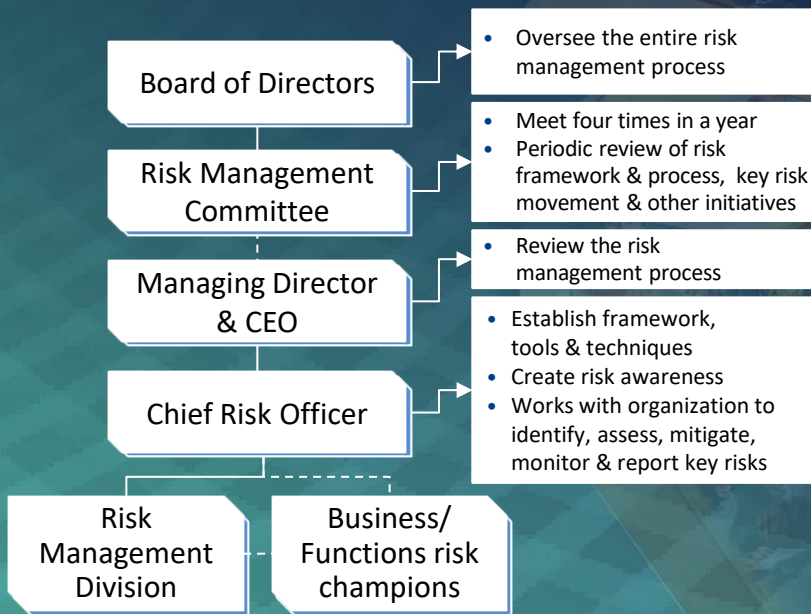 Board of Directors
• Oversee the entire risk
management process
Risk Management
Committee
• Meet four times in a year
• Periodic review of risk
framework & process, key risk
movement & other initiatives
Managing Director
& CEO
• Review the risk
management process
Chief Risk Officer
• Establish framework,
tools & techniques
• Create risk awareness
• Works with organization to
identify, assess, mitigate,
monitor & report key risks
Risk
Management
Division
Business/
Functions risk
champions